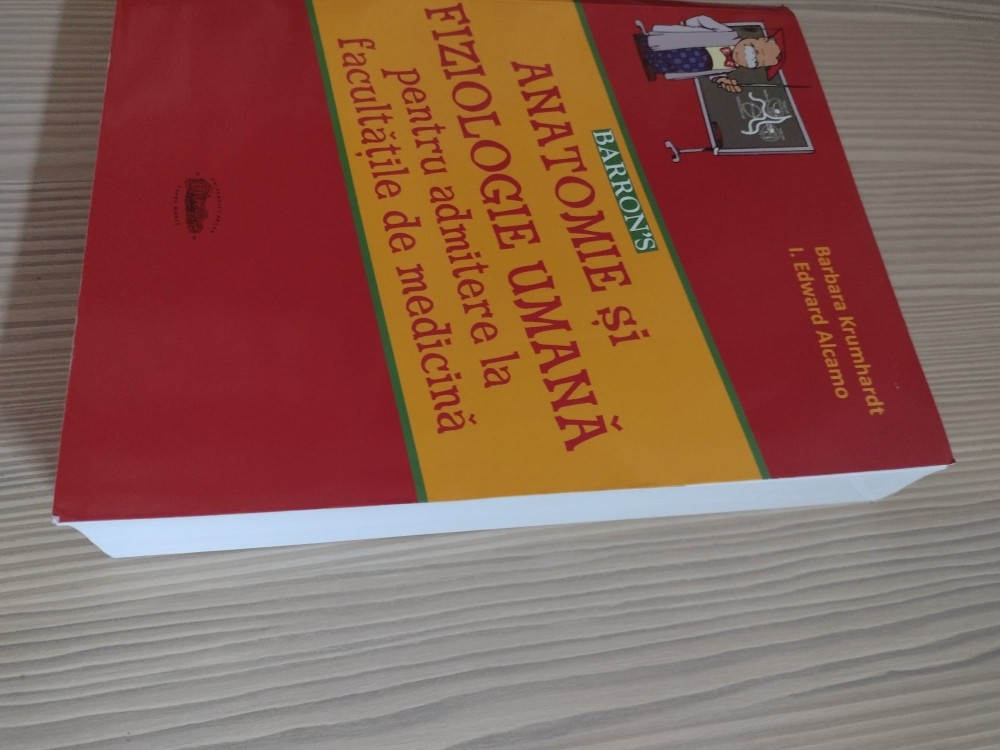 Barbara Krumhardt
I. Edward Alcamo
BARRON'S
ANATOMIE și
FIZIOLOGIE UMANĂ
pentru admitere la
facultățile de medicină